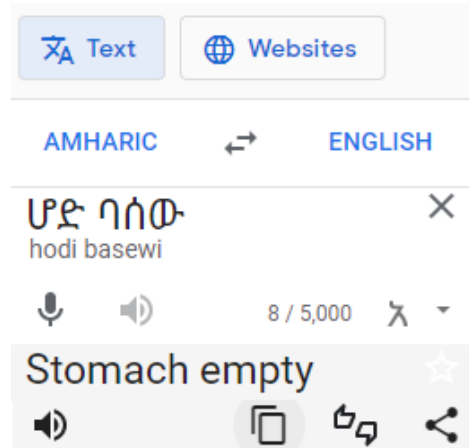 Text Websites
AMHARIC ENGLISH
ሆድ ባሰው
hodi basewi
8 / 5,000 አ
Stomach empty